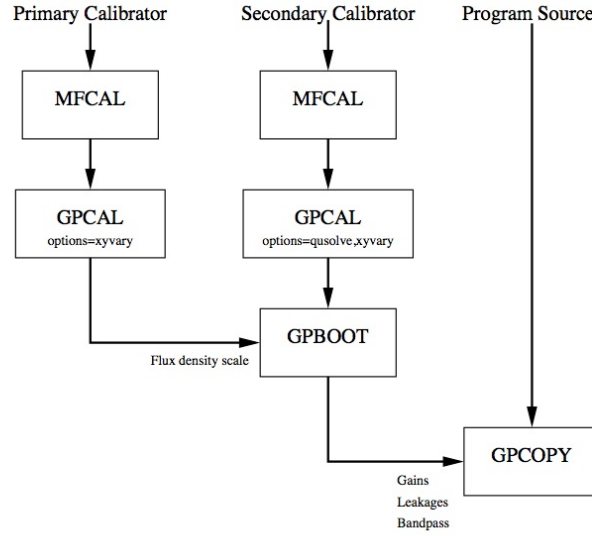 Primary Calibrator
Secondary Calibrator
Program Source
MFCAL
MFCAL
GPCAL
options=xyvary
GPCAL
options=qusolve,xyvary
GPBOOT
Flux density scale
GPCOPY
Gains
Leakages
Bandpass